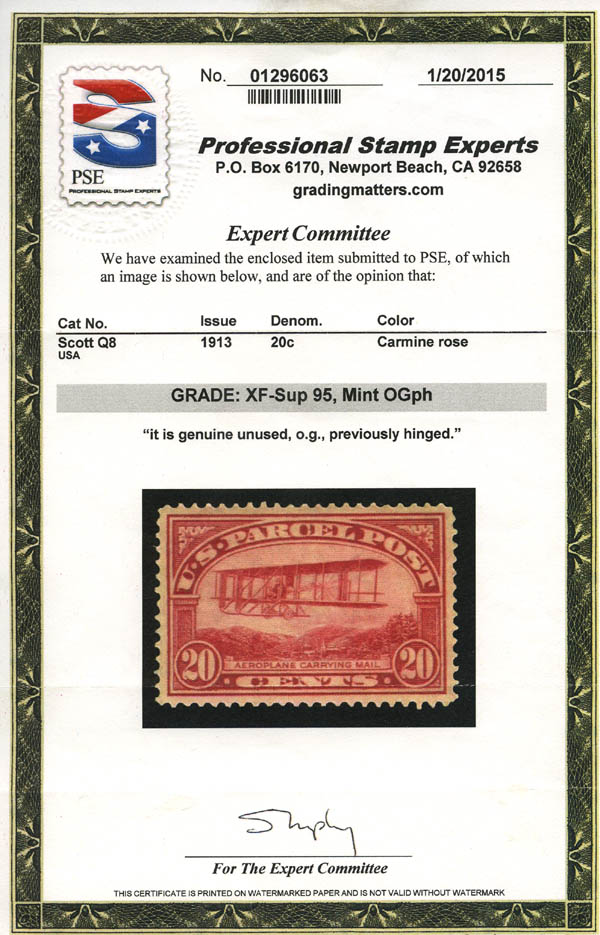 No. 01296063 1/20/2015
PSE
PROFESSIONAL STAMP EXPERTS
Professional Stamp Experts
P.O. Box 6170, Newport Beach, CA 92658
gradingmatters.com
Expert Committee
We have examined the enclosed item submitted to PSE, of which
an image is shown below, and are of the opinion that:
Cat No. Issue Denom. Color
Scott Q8 1913 20c Carmine rose
USA
GRADE: XF-Sup 95, Mint OGph
“it is genuine unused, o.g., previously hinged.”
U.S. PARCEL POST
20 AEROPLANE CARRYING MAIL 20
CENTS
For The Expert Committee
THIS CERTIFICATE IS PRINTED ON WATERMARKED PAPER AND IS NOT VALID WITHOUT WATERMARK